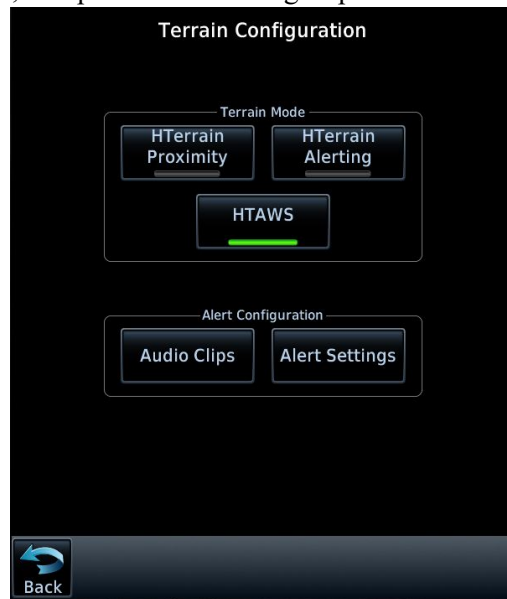 Terrain Configuration
Terrain Mode
HTerrain
Proximity
HTerrain
Alerting
HTAWS
Alert Configuration
Audio Clips
Alert Settings
Back